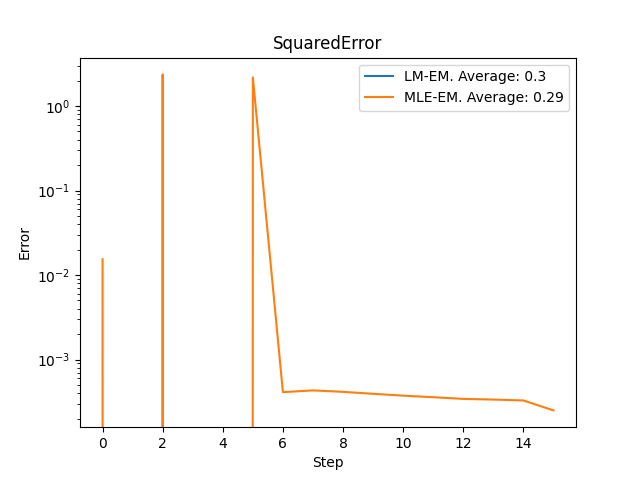 SquaredError
LM-EM. Average: 0.3
MLE-EM. Average: 0.29
10⁰
10⁻¹
10⁻²
10⁻³
Error
0 2 4 6 8 10 12 14
Step